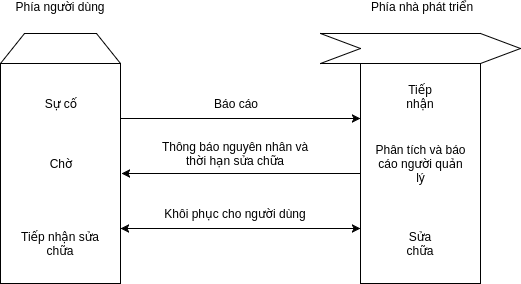 Phía người dùng
Phía nhà phát triển
Sự cố
Báo cáo
Tiếp
nhận
Chờ
Thông báo nguyên nhân và
thời hạn sửa chữa
Phân tích và báo
cáo người quản
lý
Tiếp nhận sửa
chữa
Khôi phục cho người dùng
Sửa
chữa